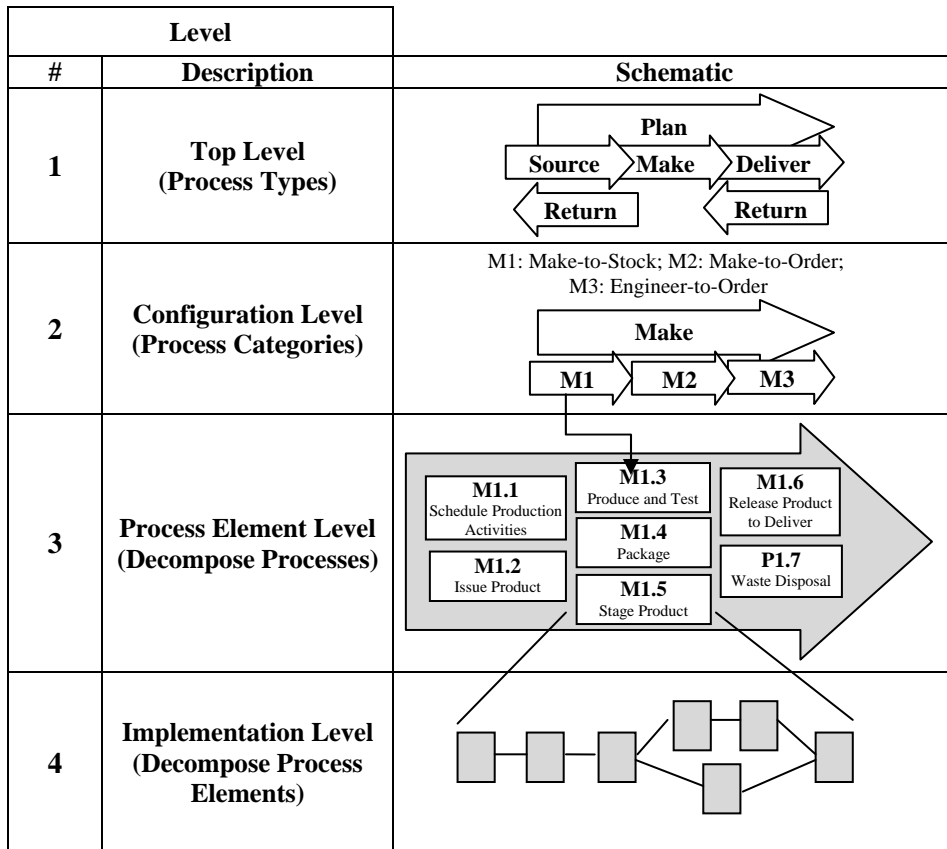 Level
# Description Schematic
1
Top Level
(Process Types)
Plan
Source Make Deliver
Return Return
2
Configuration Level
(Process Categories)
M1: Make-to-Stock; M2: Make-to-Order;
M3: Engineer-to-Order
Make
M1 M2 M3
3
Process Element Level
(Decompose Processes)
M1.1
Schedule Production
Activities
M1.2
Issue Product
M1.3
Produce and Test
M1.4
Package
M1.5
Stage Product
M1.6
Release Product
to Deliver
P1.7
Waste Disposal
4
Implementation Level
(Decompose Process
Elements)